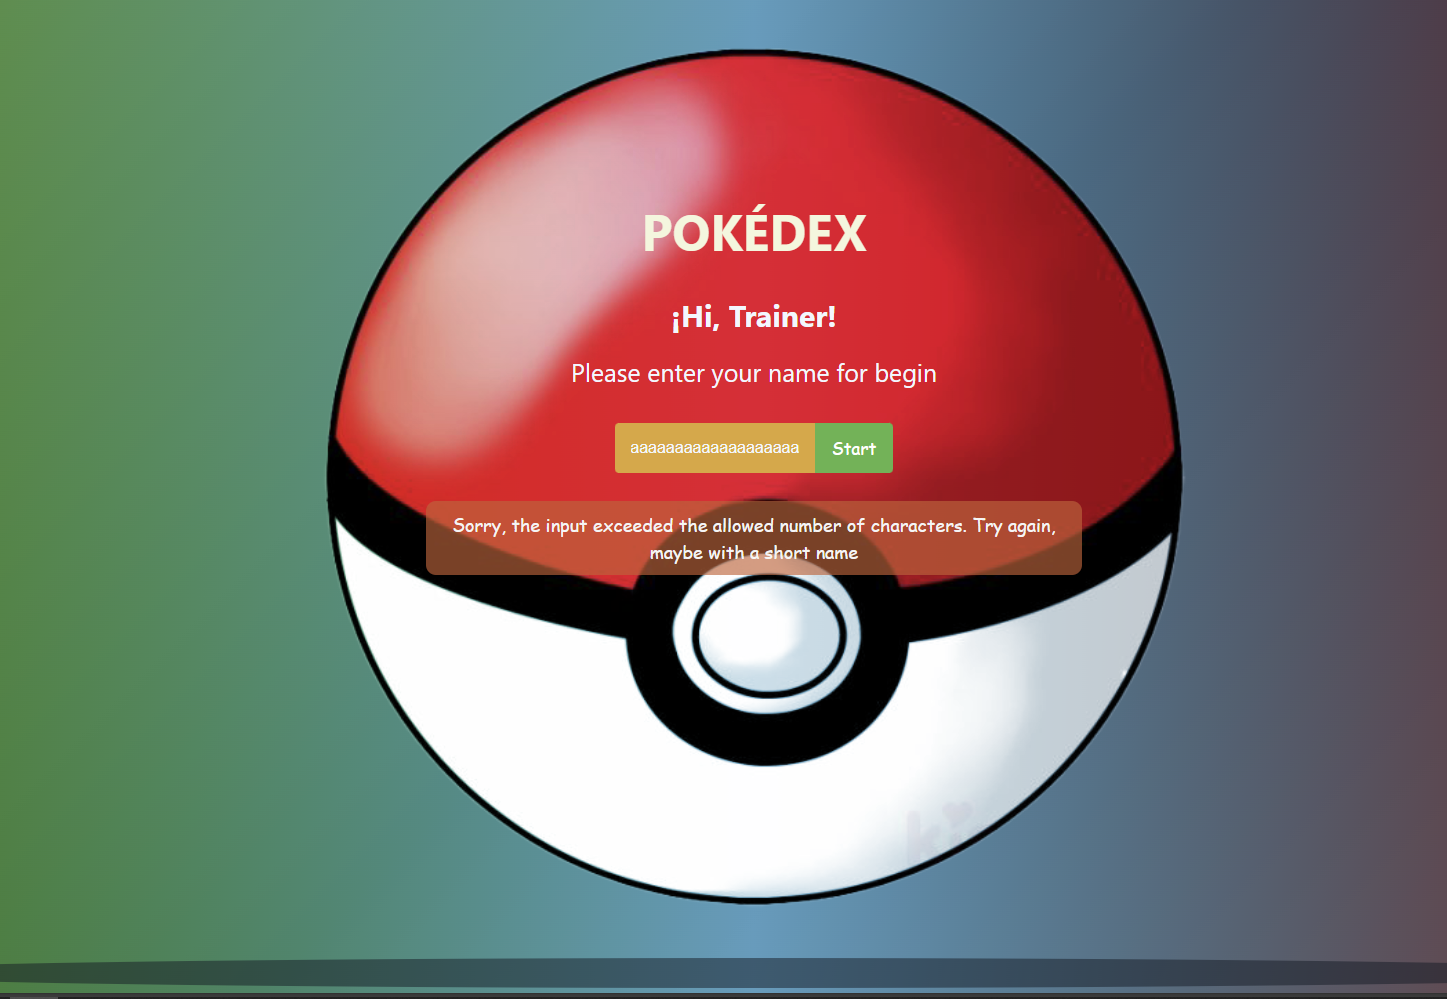 POKÉDEX
¡Hi, Trainer!
Please enter your name for begin
aaaaaaaaaaaaaaaaaaa
Start
Sorry, the input exceeded the allowed number of characters. Try again,
maybe with a short name